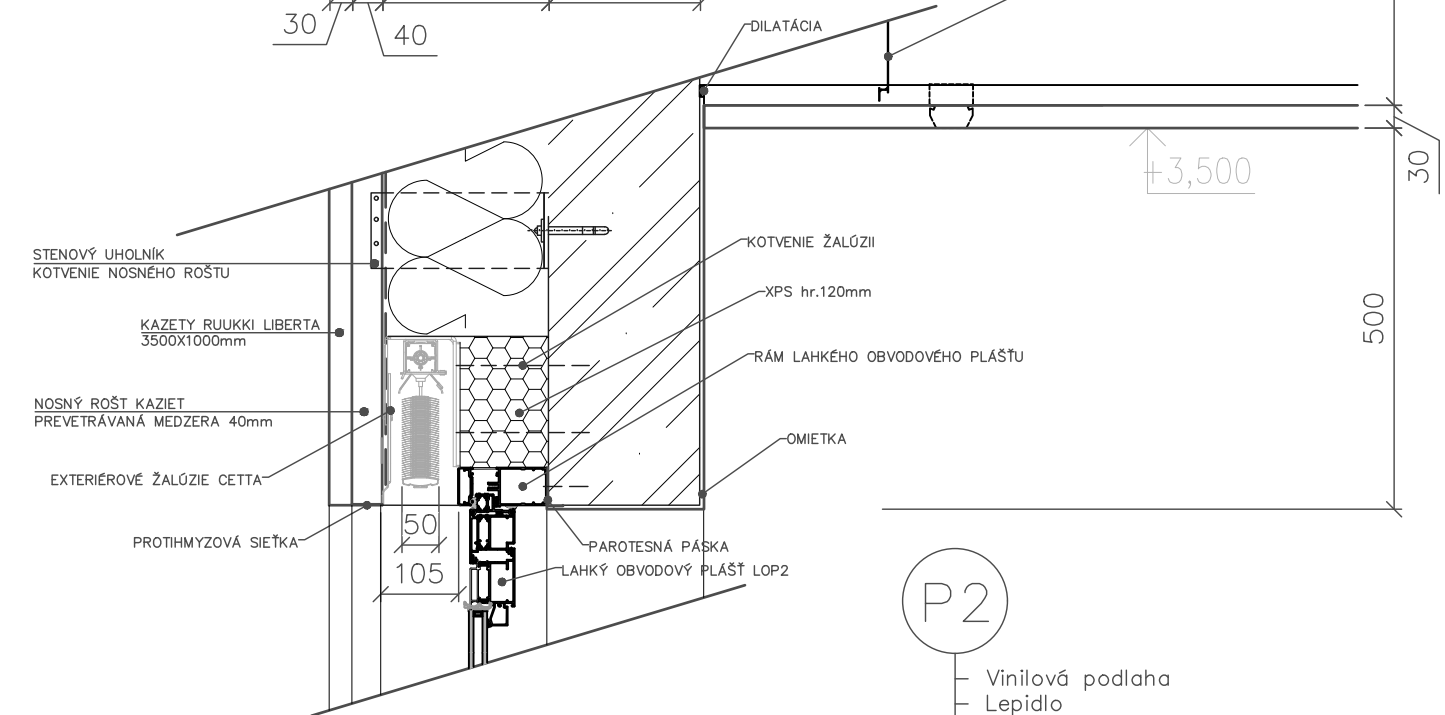 30
40
DILATÁCIA
+3,500
30
STENOVÝ UHOLNÍK
KOTVENIE NOSNÉHO ROŠTU
KOTVENIE ŽALÚZII
XPS hr.120mm
KAZETY RUUKKI LIBERTA
3500X1000mm
500
RÁM LAHKÉHO OBVODOVÉHO PLÁŠŤU
NOSNÝ ROŠT KAZIET
PREVETRÁVANÁ MEDZERA 40mm
OMIETKA
EXTERIÉROVÉ ŽALÚZIE CETTA
50
PROTIHMYZOVÁ SIEŤKA
PAROTESNÁ PÁSKA
105
LAHKÝ OBVODOVÝ PLÁŠŤ LOP2
P2
Vinilová podlaha
Lepidlo